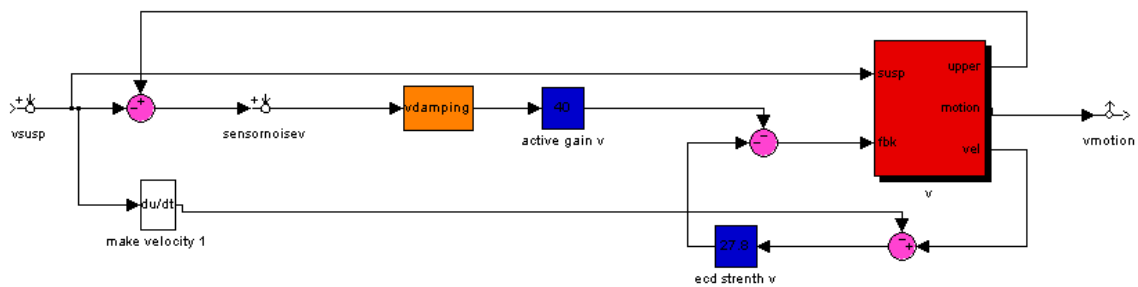 upper
susp
vsusp
sensornoisev
vdamping
40
active gain v
motion
vmotion
fbk
vel
v
du/dt
make velocity 1
27.8
ecd strenth v